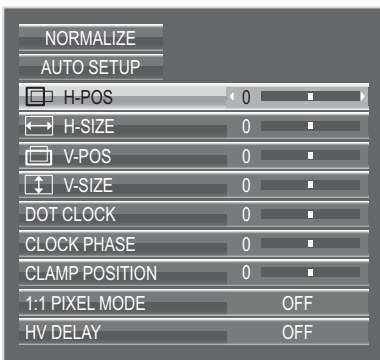 NORMALIZE
AUTO SETUP
H-POS 0
H-SIZE 0
V-POS 0
V-SIZE 0
DOT CLOCK 0
CLOCK PHASE 0
CLAMP POSITION 0
1:1 PIXEL MODE OFF
HV DELAY OFF